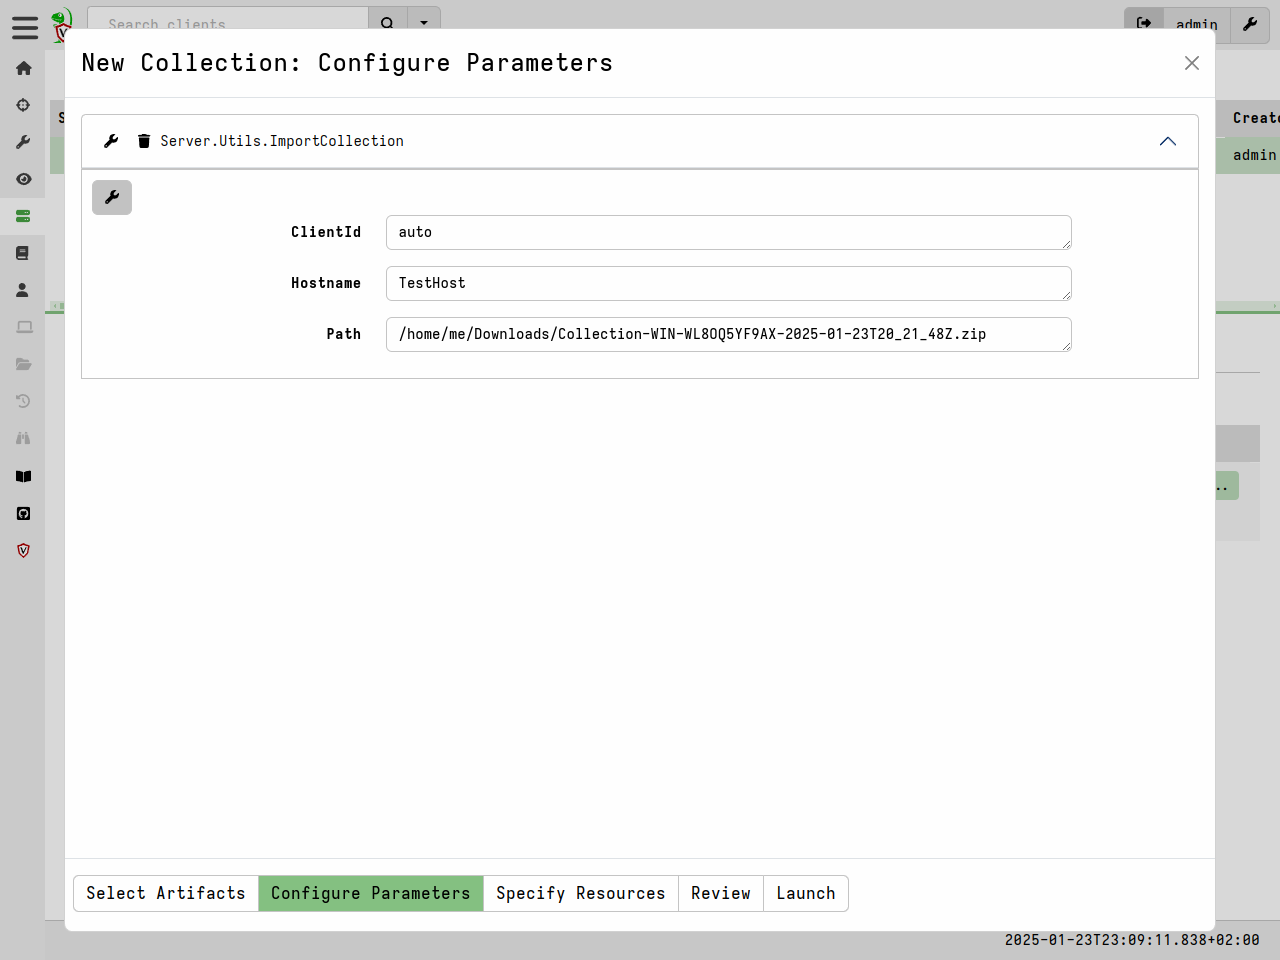 Search clients
admin
New Collection: Configure Parameters
Create
Server.Utils.ImportCollection
admin
ClientId
auto
Hostname
TestHost
Path
/home/me/Downloads/Collection-WIN-WL8OQ5YF9AX-2025-01-23T20_21_48Z.zip
..
Select Artifacts
Configure Parameters
Specify Resources
Review
Launch
2025-01-23T23:09:11.838+02:00